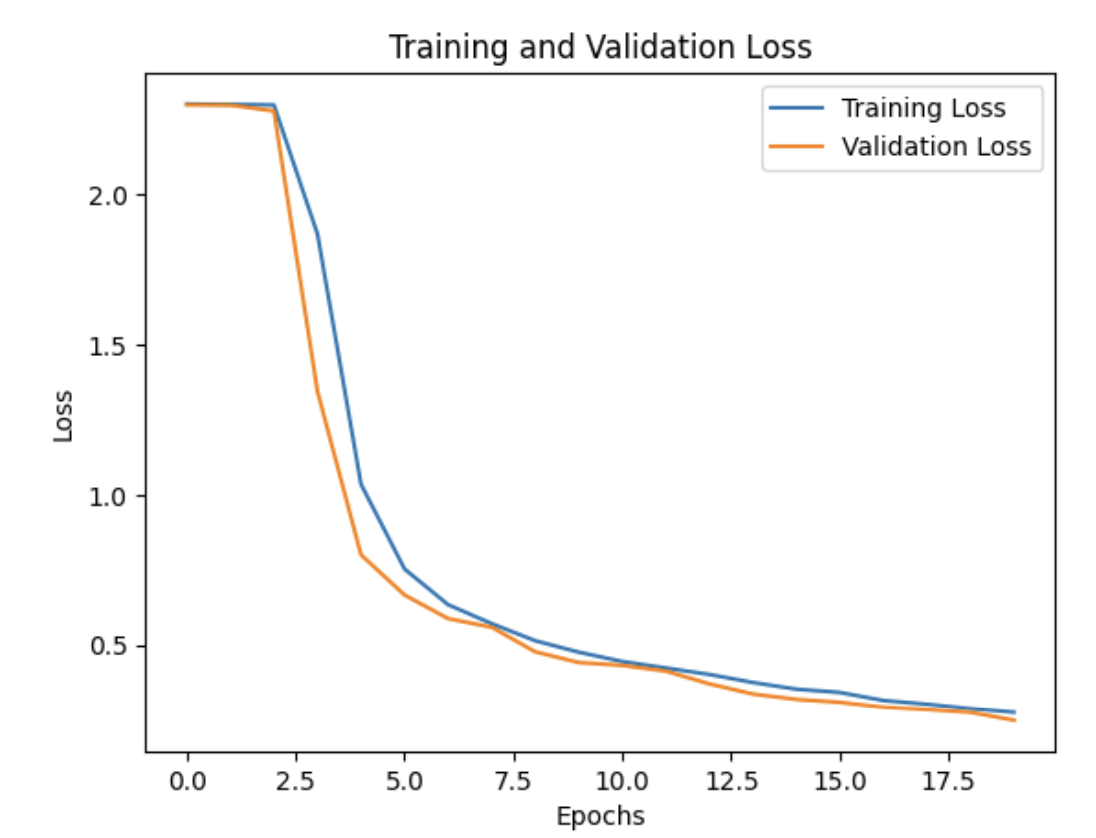 Training and Validation Loss
Training Loss
Validation Loss
2.0
1.5
1.0
0.5
Loss
0.0 2.5 5.0 7.5 10.0 12.5 15.0 17.5
Epochs